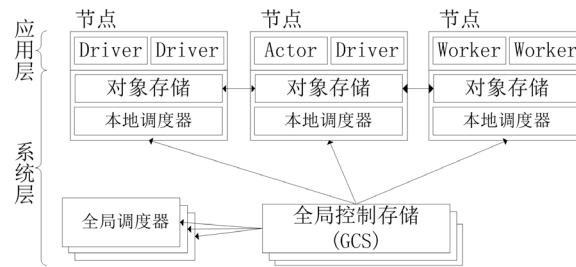 节点 节点 节点
应用层
Driver Driver Actor Driver Worker Worker
对象存储 对象存储 对象存储
本地调度器 本地调度器 本地调度器
系统层
全局调度器
全局控制存储
(GCS)